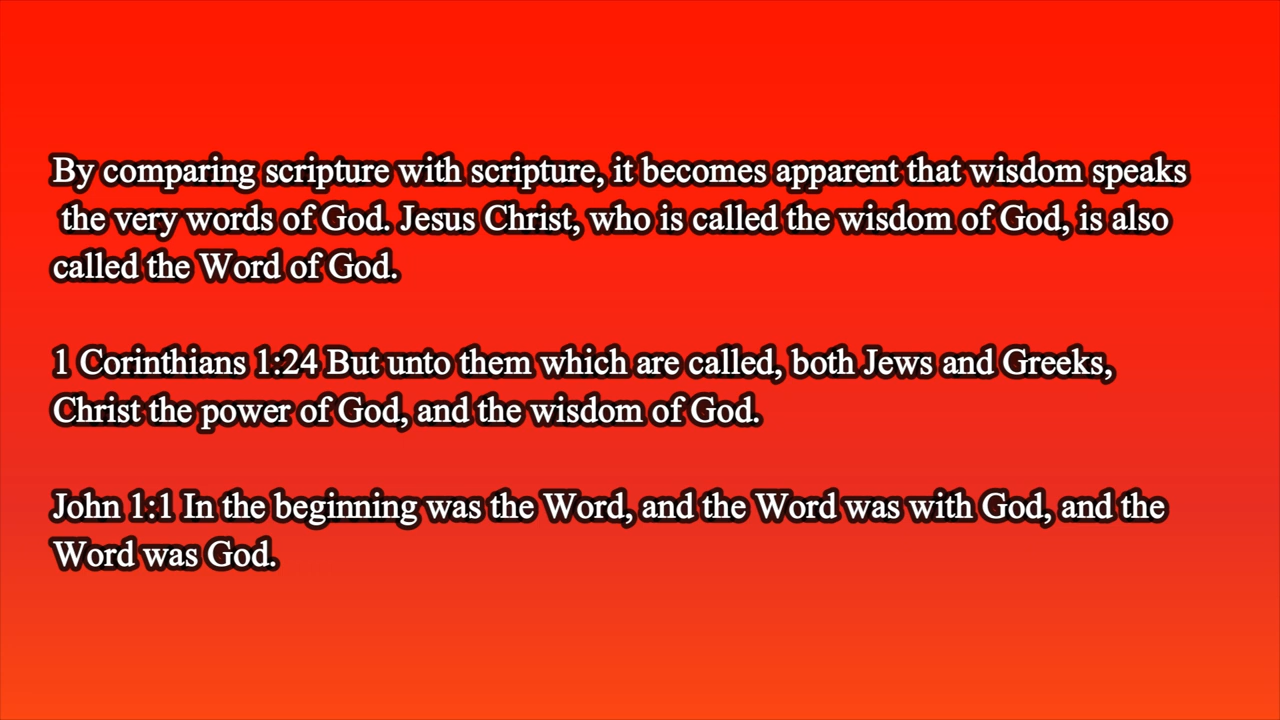 By comparing scripture with scripture, it becomes apparent that wisdom speaks
the very words of God. Jesus Christ, who is called the wisdom of God, is also
called the Word of God.
1 Corinthians 1:24 But unto them which are called, both Jews and Greeks,
Christ the power of God, and the wisdom of God.
John 1:1 In the beginning was the Word, and the Word was with God, and the
Word was God.